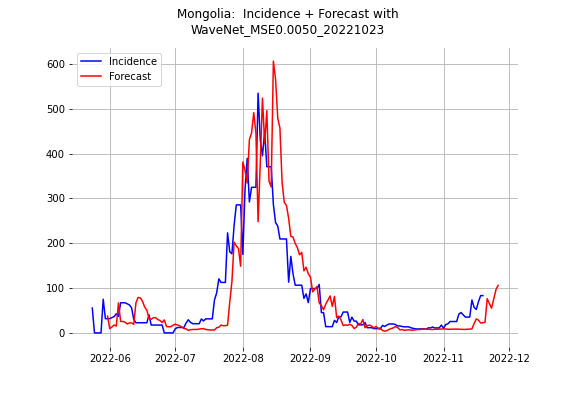 Mongolia:  Incidence + Forecast with
WaveNet_MSE0.0050_20221023
Incidence
Forecast
600
500
400
300
200
100
0
2022-06 2022-07 2022-08 2022-09 2022-10 2022-11 2022-12